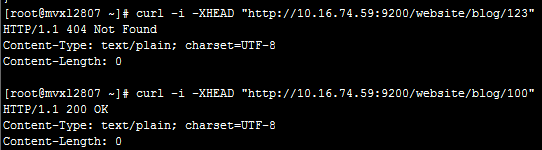 [root@mvxl2807 ~]# curl -i -XHEAD "http://10.16.74.59:9200/website/blog/123"
HTTP/1.1 404 Not Found
Content-Type: text/plain; charset=UTF-8
Content-Length: 0
[root@mvxl2807 ~]# curl -i -XHEAD "http://10.16.74.59:9200/website/blog/100"
HTTP/1.1 200 OK
Content-Type: text/plain; charset=UTF-8
Content-Length: 0